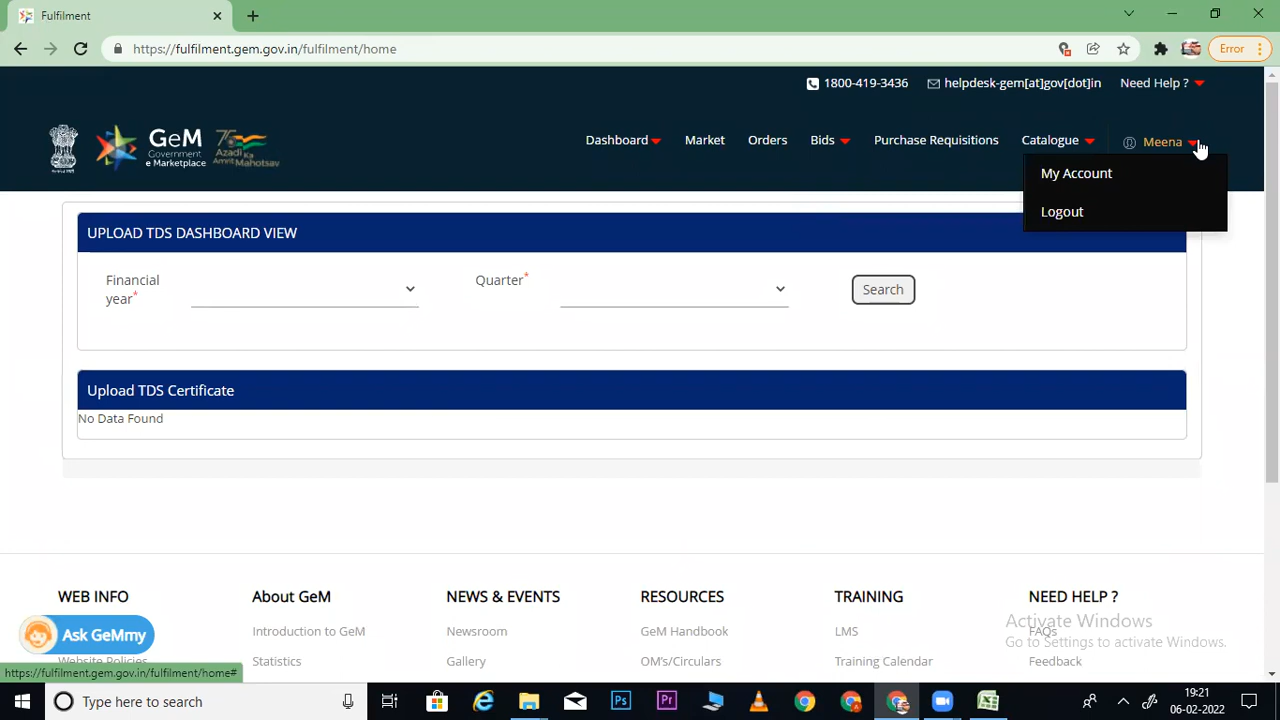 Fulfilment
https://fulfilment.gem.gov.in/fulfilment/home
Error
1800-419-3436
helpdesk-gem[at]gov[dot]in
Need Help ?
GeM
Government
e Marketplace
75
Azadi Ka
Amrit Mahotsav
Dashboard
Market
Orders
Bids
Purchase Requisitions
Catalogue
Meena
My Account
Logout
UPLOAD TDS DASHBOARD VIEW
Financial
year*
Quarter*
Search
Upload TDS Certificate
No Data Found
WEB INFO
About GeM
NEWS & EVENTS
RESOURCES
TRAINING
NEED HELP ?
Introduction to GeM
Newsroom
GeM Handbook
LMS
FAQs
Activate Windows
Go to Settings to activate Windows.
Ask GeMmy
Website Policies
Statistics
Gallery
OM's/Circulars
Training Calendar
Feedback
https://fulfilment.gem.gov.in/fulfilment/home#
Type here to search
Ps
Pr
19:21
06-02-2022